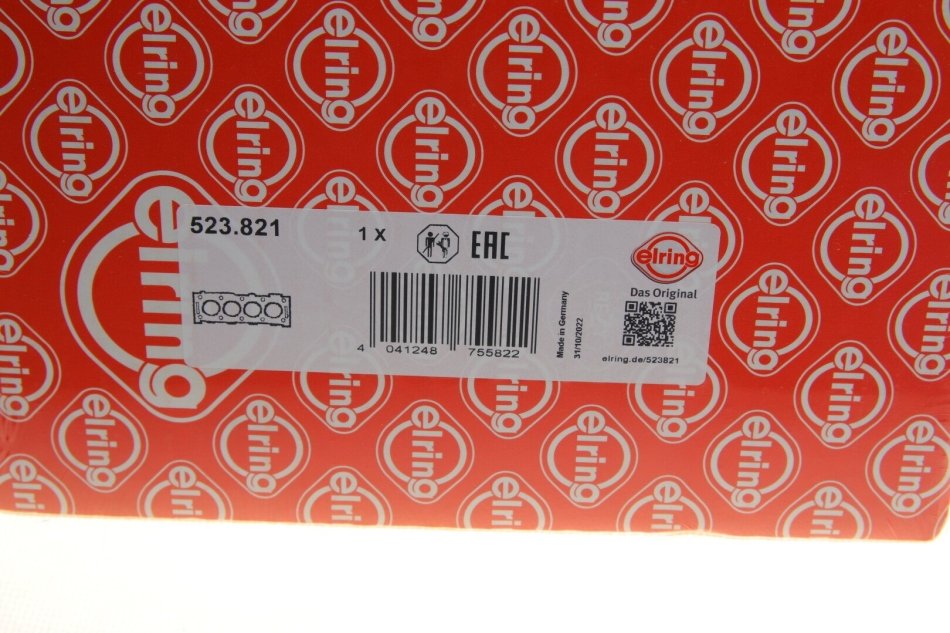 523.821
1 X
EAC
elring
Das Original
4 041248 755822
Made in Germany
31/10/2022
elring.de/523821
elring